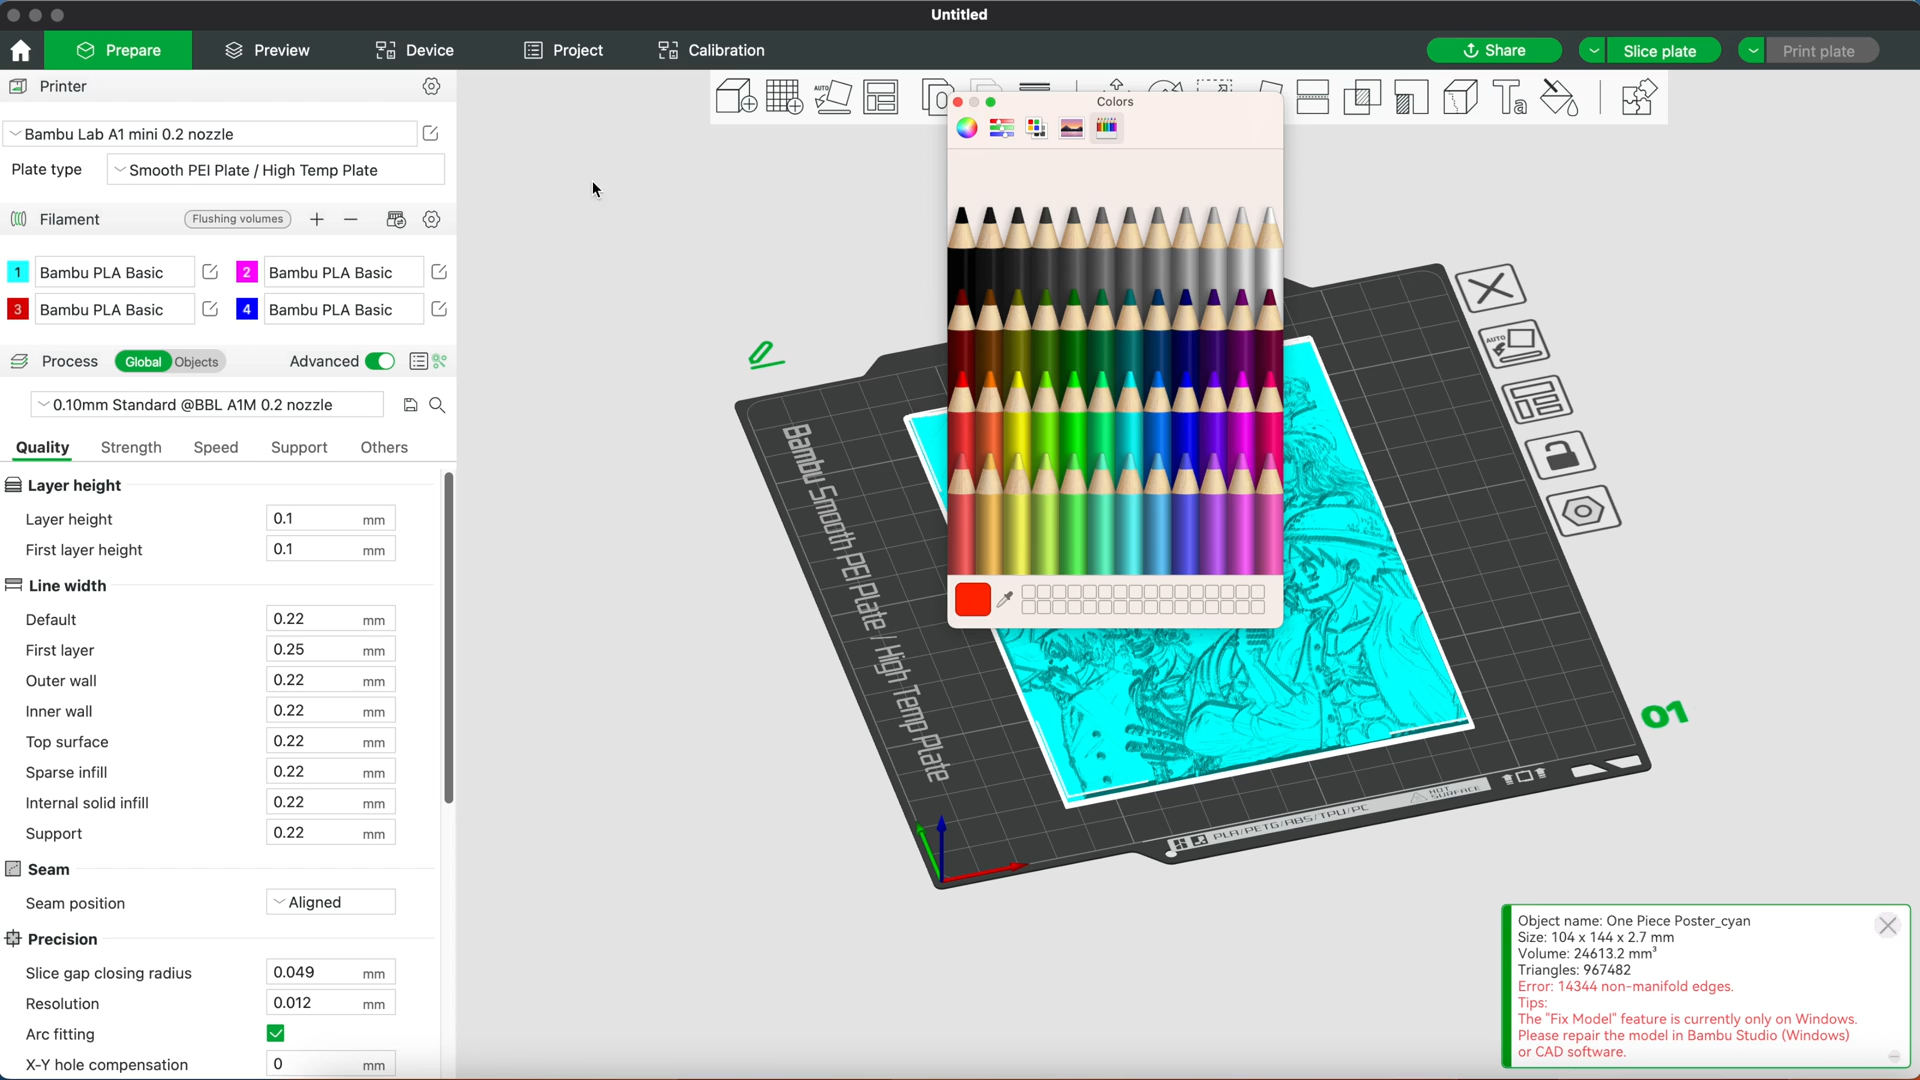 Untitled
Prepare
Preview
Device
Project
Calibration
Share
Slice plate
Print plate
Printer
Bambu Lab A1 mini 0.2 nozzle
Plate type
Smooth PEI Plate / High Temp Plate
Filament
Flushing volumes
1 Bambu PLA Basic
2 Bambu PLA Basic
3 Bambu PLA Basic
4 Bambu PLA Basic
Process
Global
Objects
Advanced
0.10mm Standard @BBL A1M 0.2 nozzle
Quality
Strength
Speed
Support
Others
Layer height
Layer height 0.1 mm
First layer height 0.1 mm
Line width
Default 0.22 mm
First layer 0.25 mm
Outer wall 0.22 mm
Inner wall 0.22 mm
Top surface 0.22 mm
Sparse infill 0.22 mm
Internal solid infill 0.22 mm
Support 0.22 mm
Seam
Seam position Aligned
Precision
Slice gap closing radius 0.049 mm
Resolution 0.012 mm
Arc fitting
X-Y hole compensation 0 mm
AUTO
Ta
Colors
AUTO
Bambu Smooth PEI Plate / High Temp Plate
01
PLA/PETG/ABS/TPU/PC
HOT SURFACE
Object name: One Piece Poster_cyan
Size: 104 x 144 x 2.7 mm
Volume: 24613.2 mm³
Triangles: 967482
Error: 14344 non-manifold edges.
Tips:
The "Fix Model" feature is currently only on Windows.
Please repair the model in Bambu Studio (Windows)
or CAD software.